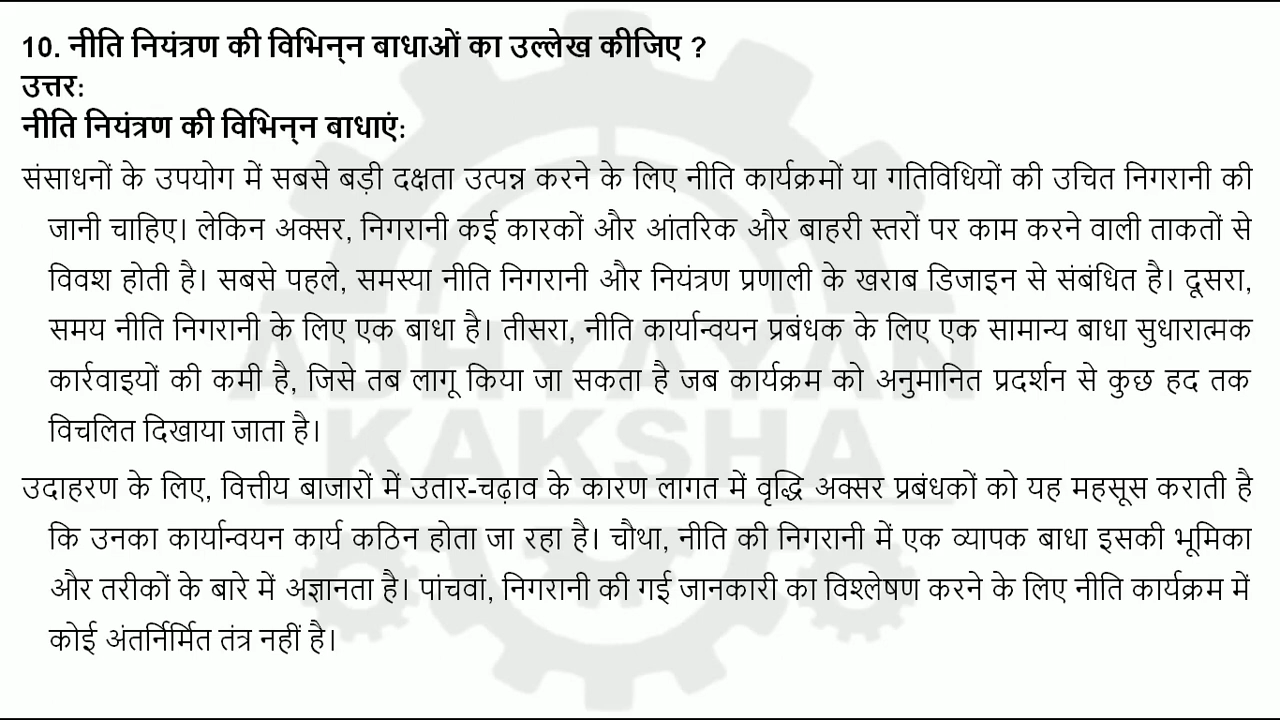 10. नीति नियंत्रण की विभिन्न बाधाओं का उल्लेख कीजिए ?
उत्तर:
नीति नियंत्रण की विभिन्न बाधाएं:
संसाधनों के उपयोग में सबसे बड़ी दक्षता उत्पन्न करने के लिए नीति कार्यक्रमों या गतिविधियों की उचित निगरानी की
जानी चाहिए। लेकिन अक्सर, निगरानी कई कारकों और आंतरिक और बाहरी स्तरों पर काम करने वाली ताकतों से
विवश होती है। सबसे पहले, समस्या नीति निगरानी और नियंत्रण प्रणाली के खराब डिजाइन से संबंधित है। दूसरा,
समय नीति निगरानी के लिए एक बाधा है। तीसरा, नीति कार्यान्वयन प्रबंधक के लिए एक सामान्य बाधा सुधारात्मक
कार्रवाइयों की कमी है, जिसे तब लागू किया जा सकता है जब कार्यक्रम को अनुमानित प्रदर्शन से कुछ हद तक
विचलित दिखाया जाता है।
उदाहरण के लिए, वित्तीय बाजारों में उतार-चढ़ाव के कारण लागत में वृद्धि अक्सर प्रबंधकों को यह महसूस कराती है
कि उनका कार्यान्वयन कार्य कठिन होता जा रहा है। चौथा, नीति की निगरानी में एक व्यापक बाधा इसकी भूमिका
और तरीकों के बारे में अज्ञानता है। पांचवां, निगरानी की गई जानकारी का विश्लेषण करने के लिए नीति कार्यक्रम में
कोई अंतर्निर्मित तंत्र नहीं है।
ADHYAYAN
KAKSHA